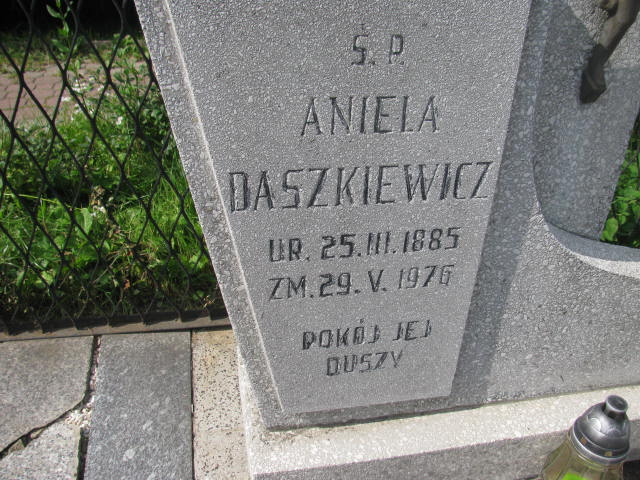 Ś. P.
ANIELA
DASZKIEWICZ
UR. 25.III.1885
ZM. 29. V. 1976
POKÓJ JEJ
DUSZY